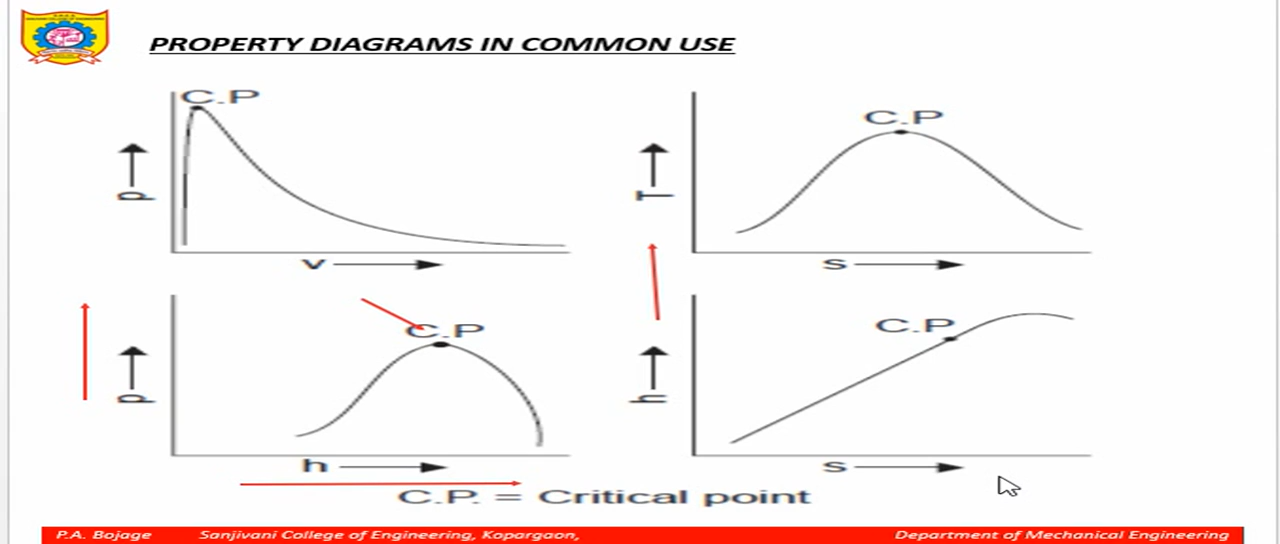 PROPERTY DIAGRAMS IN COMMON USE
C.P
p
v
C.P
T
s
C.P
p
h
C.P
h
s
C.P. = Critical point
P.A. Bojage Sanjivani College of Engineering, Kopargaon, Department of Mechanical Engineering